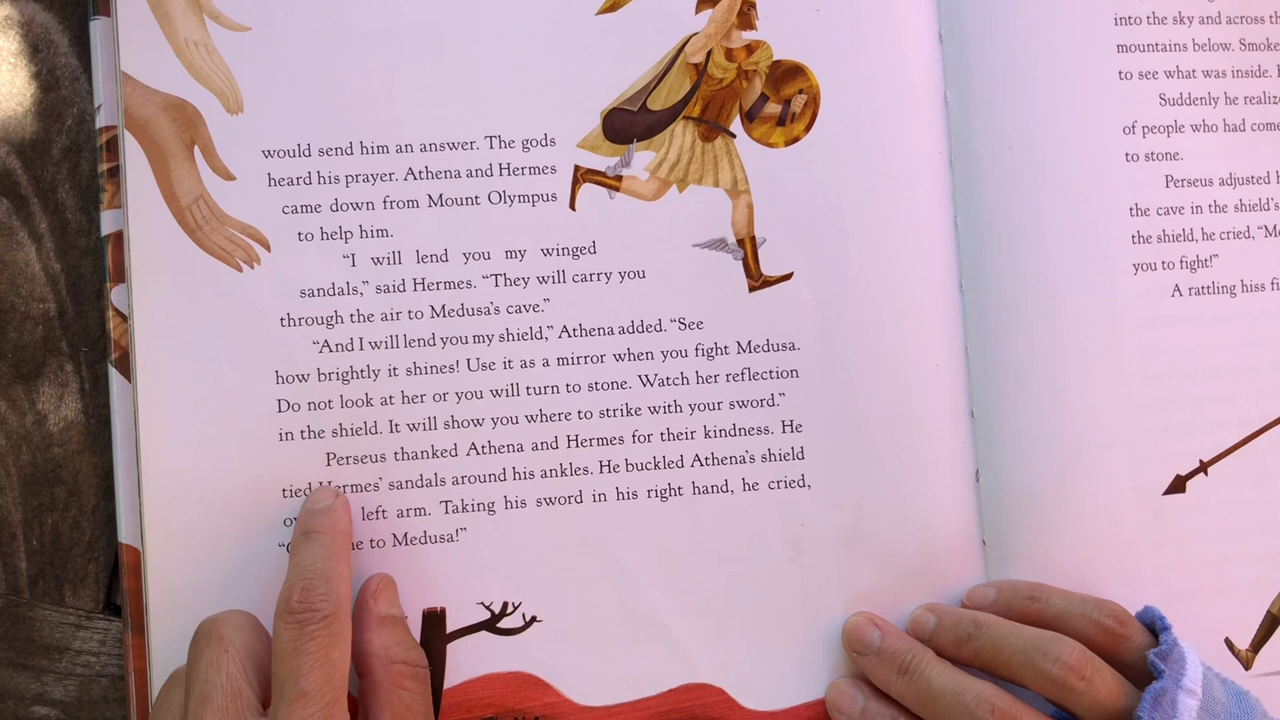 would send him an answer. The gods
heard his prayer. Athena and Hermes
came down from Mount Olympus
to help him.
“I will lend you my winged
sandals,” said Hermes. “They will carry you
through the air to Medusa’s cave.”
“And I will lend you my shield,” Athena added. “See
how brightly it shines! Use it as a mirror when you fight Medusa.
Do not look at her or you will turn to stone. Watch her reflection
in the shield. It will show you where to strike with your sword.”
Perseus thanked Athena and Hermes for their kindness. He
tied Hermes’ sandals around his ankles. He buckled Athena’s shield
left arm. Taking his sword in his right hand, he cried,
to Medusa!”
into the sky and across
mountains below. Smoke
to see what was inside.
Suddenly he
of people who had come
to stone.
Perseus adjusted
the cave in the shield’s
the shield, he cried,
you to fight!”
A rattling hiss